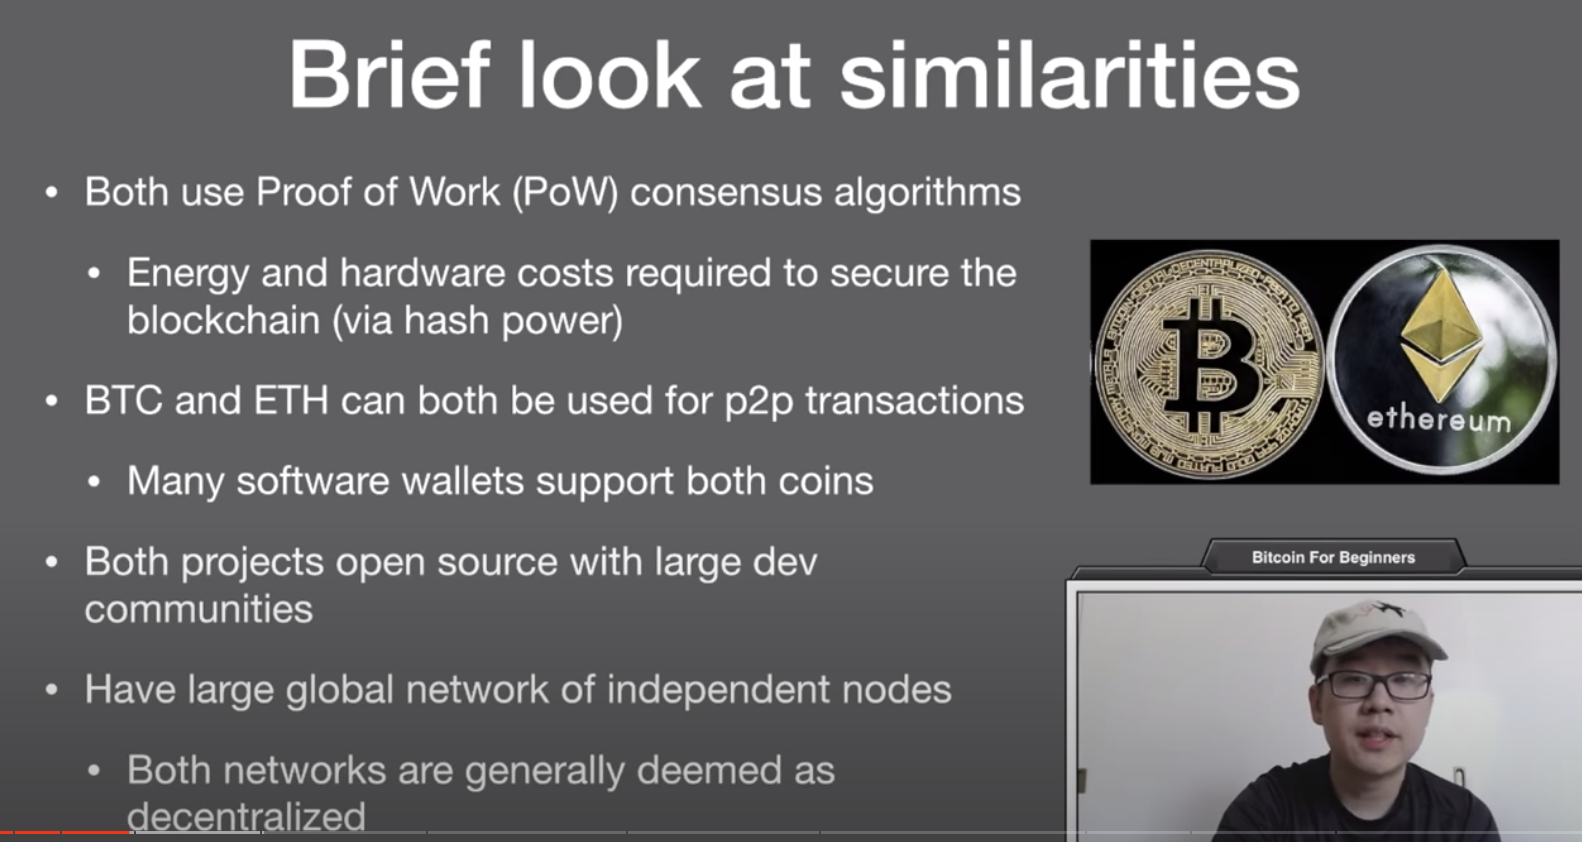 Brief look at similarities
• Both use Proof of Work (PoW) consensus algorithms
• Energy and hardware costs required to secure the
blockchain (via hash power)
• BTC and ETH can both be used for p2p transactions
• Many software wallets support both coins
• Both projects open source with large dev
communities
• Have large global network of independent nodes
• Both networks are generally deemed as
decentralized
ethereum
Bitcoin For Beginners